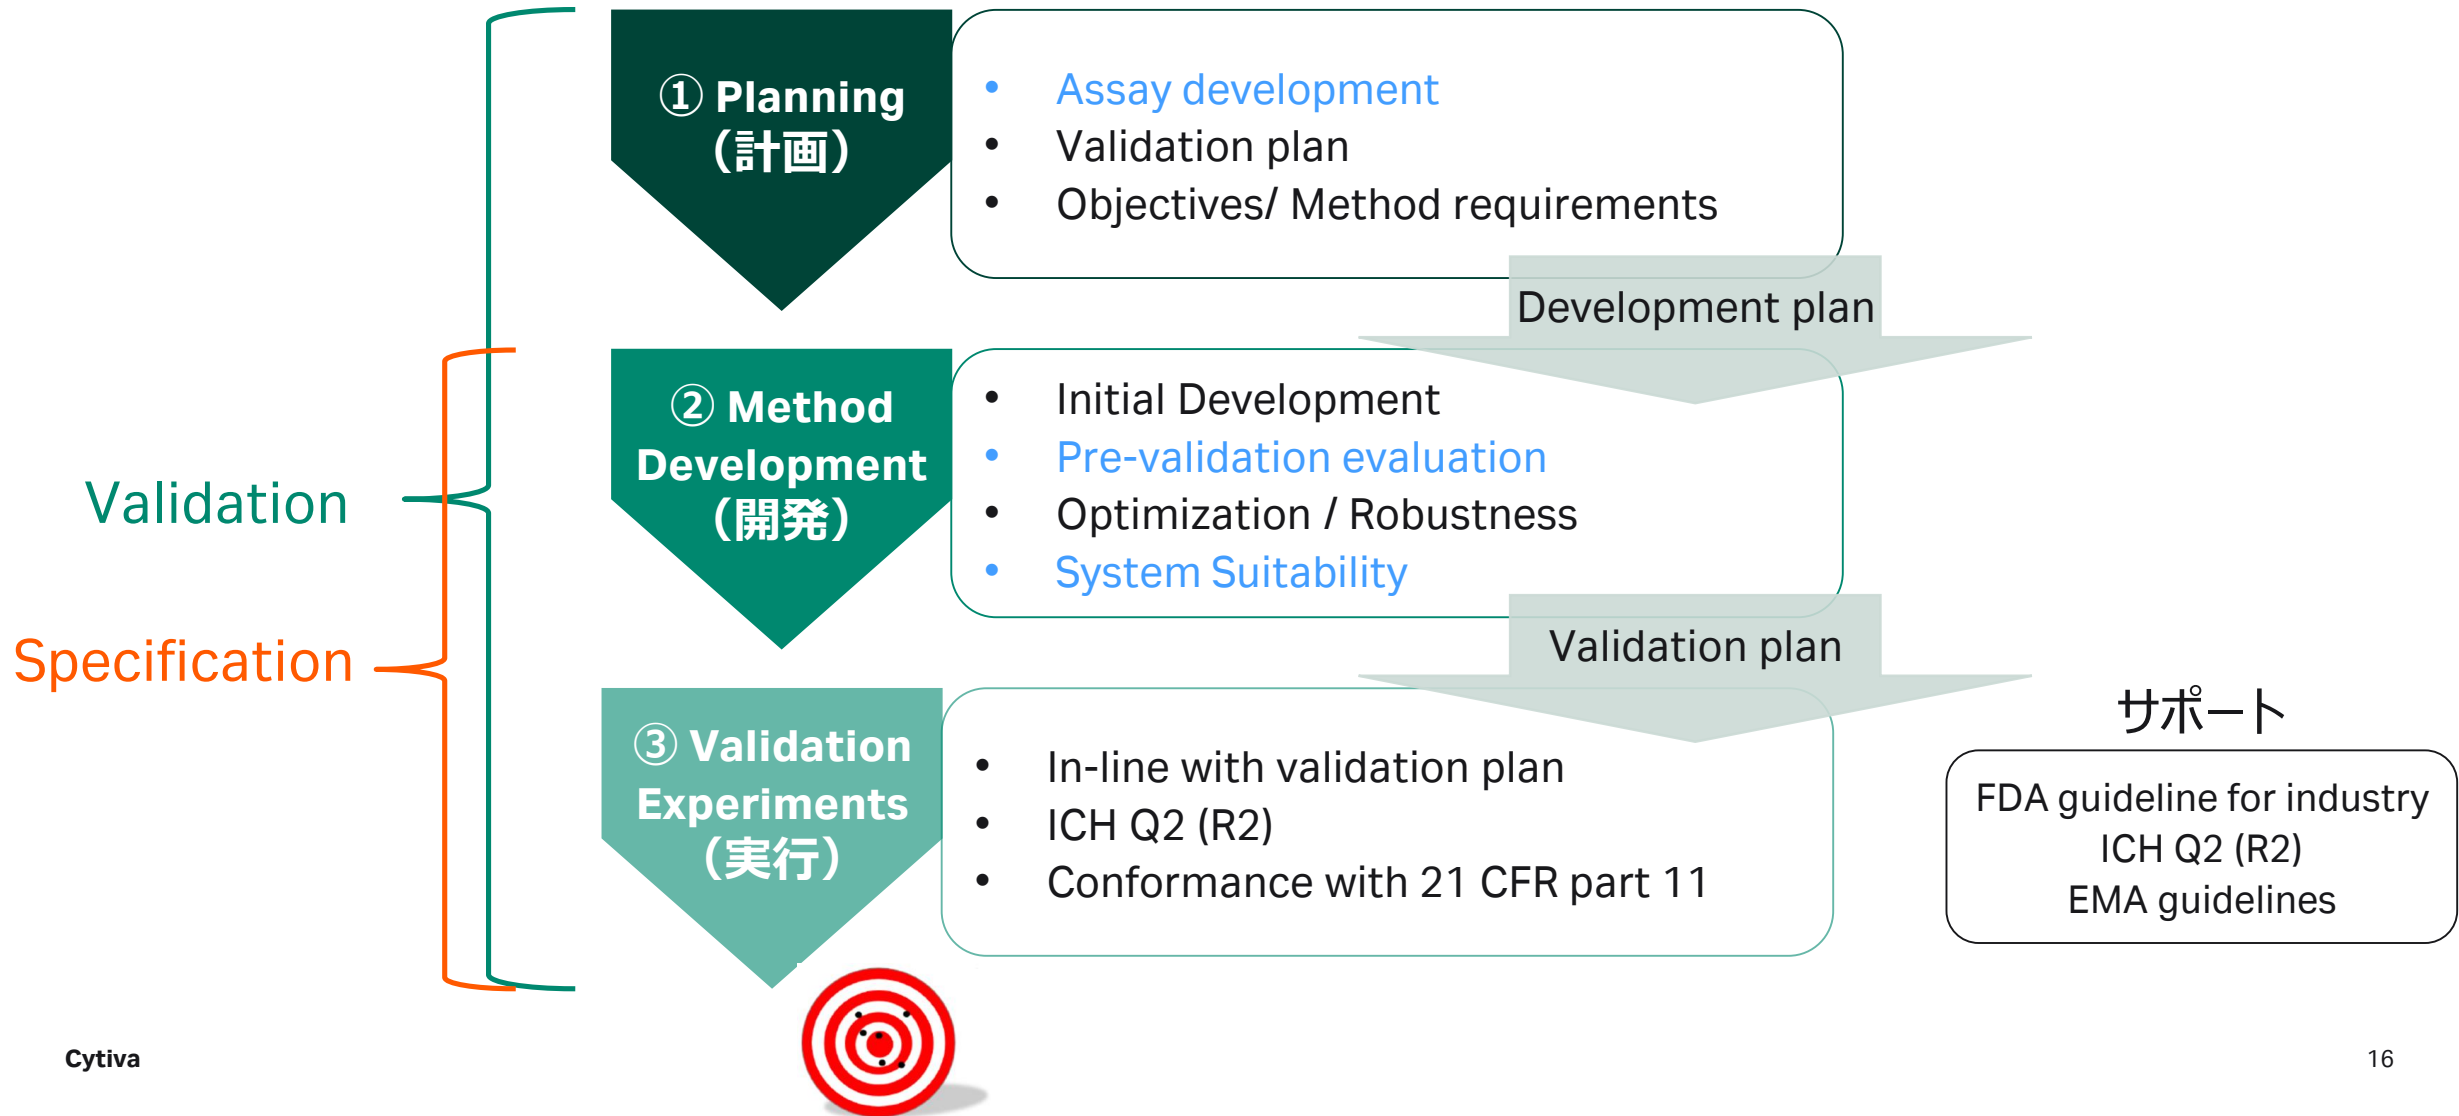 ① Planning
（計画）
• Assay development
• Validation plan
• Objectives/ Method requirements
Development plan
② Method
Development
（開発）
• Initial Development
• Pre-validation evaluation
• Optimization / Robustness
• System Suitability
Validation
Specification
Validation plan
③ Validation
Experiments
（実行）
• In-line with validation plan
• ICH Q2 (R2)
• Conformance with 21 CFR part 11
サポート
FDA guideline for industry
ICH Q2 (R2)
EMA guidelines
Cytiva
16